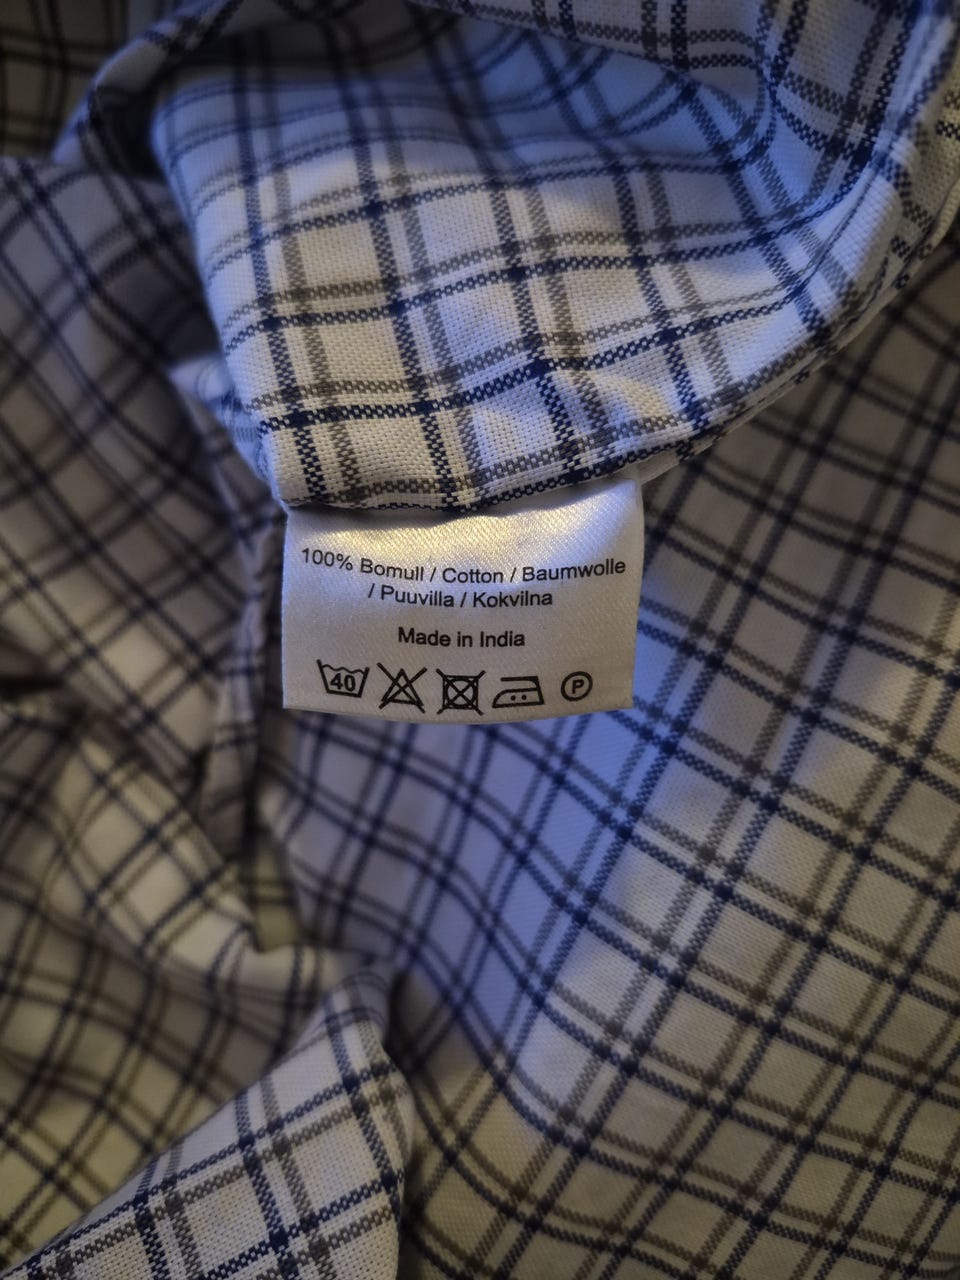 100% Bomull / Cotton / Baumwolle
/ Puuvilla / Kokvilna
Made in India
40 P